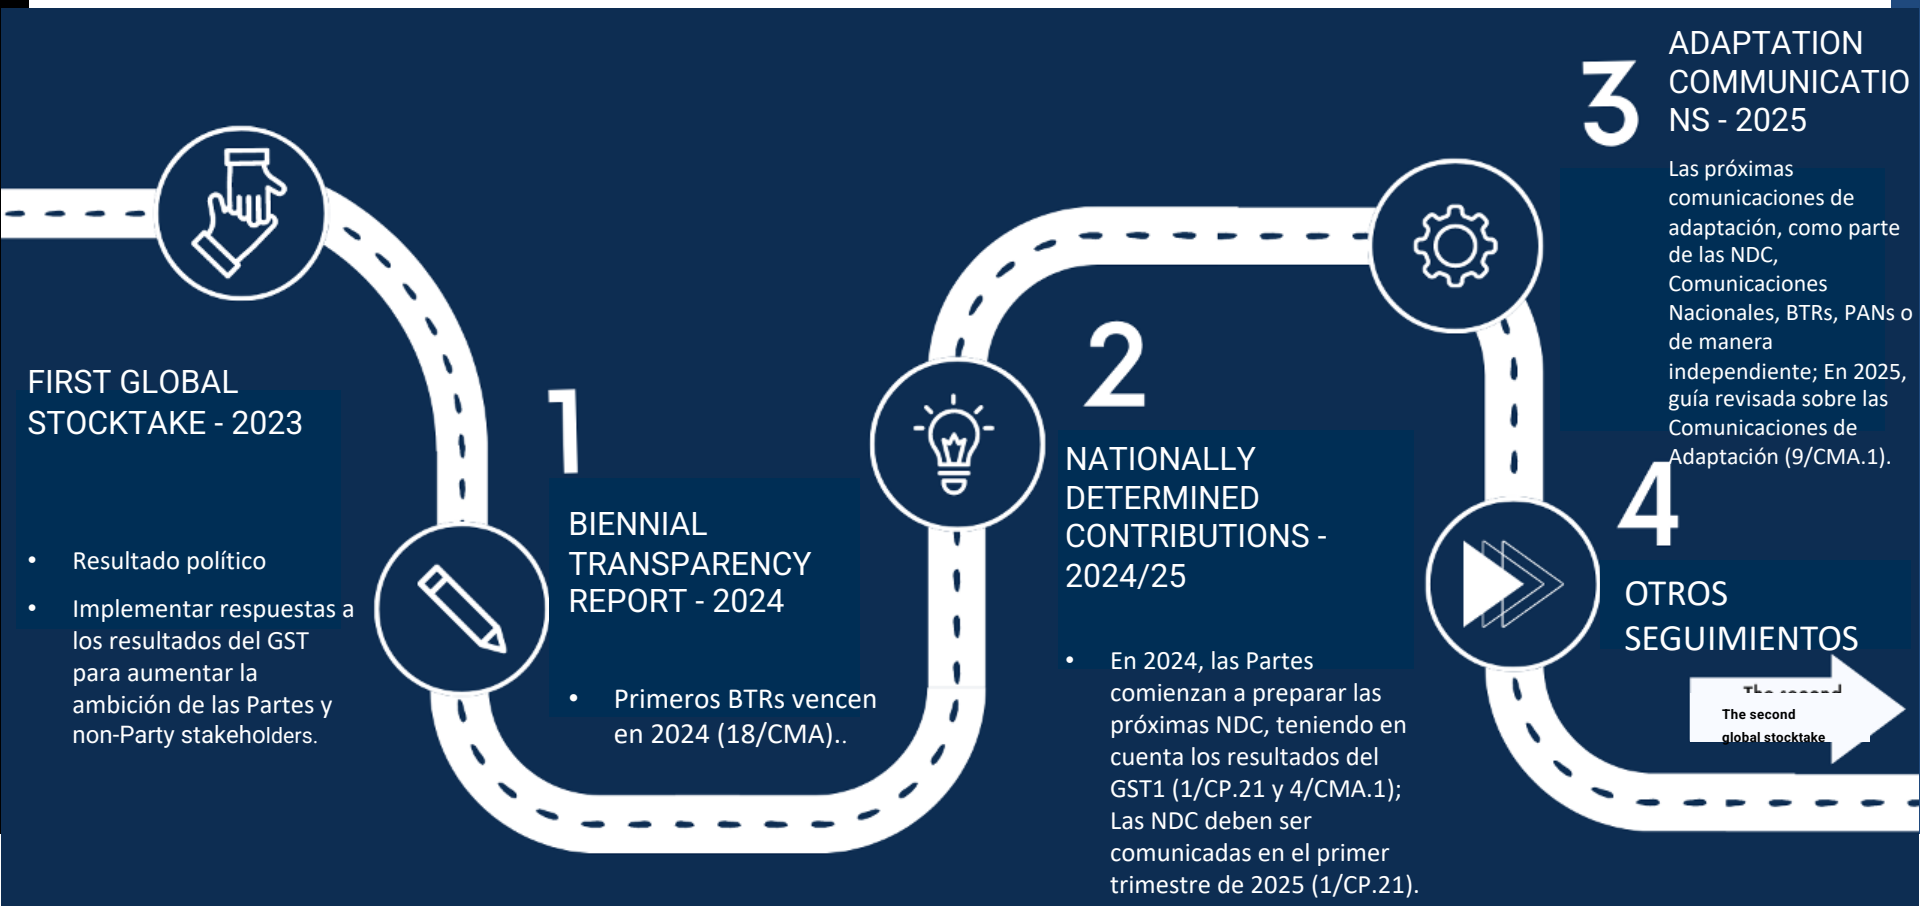 FIRST GLOBAL
STOCKTAKE - 2023
• Resultado político
• Implementar respuestas a
los resultados del GST
para aumentar la
ambición de las Partes y
non-Party stakeholders.
1
BIENNIAL
TRANSPARENCY
REPORT - 2024
• Primeros BTRs vencen
en 2024 (18/CMA)..
2
NATIONALLY
DETERMINED
CONTRIBUTIONS -
2024/25
• En 2024, las Partes
comienzan a preparar las
próximas NDC, teniendo en
cuenta los resultados del
GST1 (1/CP.21 y 4/CMA.1);
Las NDC deben ser
comunicadas en el primer
trimestre de 2025 (1/CP.21).
3
ADAPTATION
COMMUNICATIO
NS - 2025
Las próximas
comunicaciones de
adaptación, como parte
de las NDC,
Comunicaciones
Nacionales, BTRs, PANs o
de manera
independiente; En 2025,
guía revisada sobre las
Comunicaciones de
Adaptación (9/CMA.1).
4
OTROS
SEGUIMIENTOS
The second
The second
global stocktake